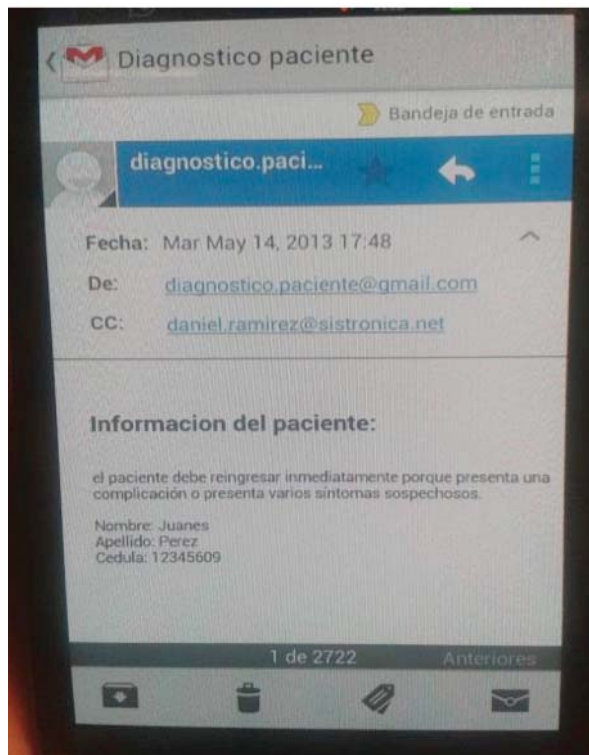 Diagnostico paciente
Bandeja de entrada
diagnostico.paci...
Fecha: Mar May 14, 2013 17:48
De: diagnostico.paciente@gmail.com
CC: daniel.ramirez@sistronica.net
Informacion del paciente:
el paciente debe reingresar inmediatamente porque presenta una
complicación o presenta varios sintomas sospechosos.
Nombre: Juanes
Apellido: Perez
Cedula: 12345609
1 de 2722
Anteriores